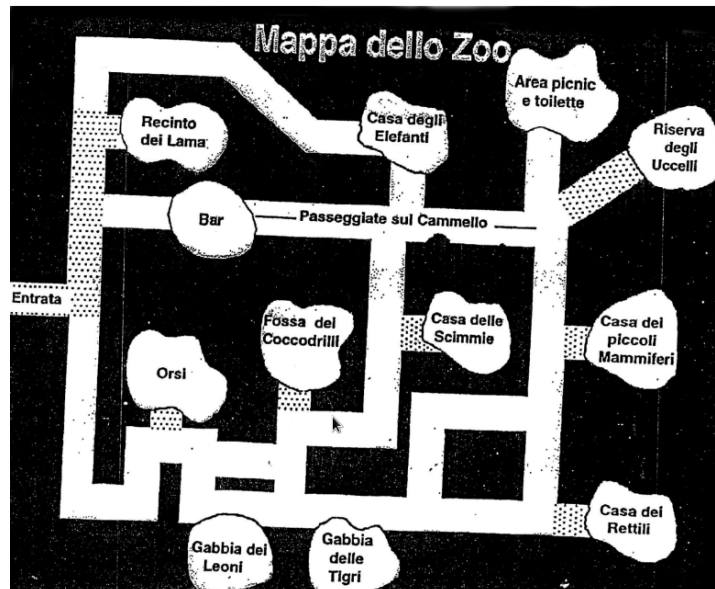 Mappa dello Zoo
Area picnic
e toilette
Casa degli
Elefanti
Riserva
degli
Uccelli
Recinto
dei Lama
Bar
Passeggiate sul Cammello
Entrata
Fossa dei
Coccodrilli
Casa delle
Scimmie
Casa dei
piccoli
Mammiferi
Orsi
Casa dei
Rettili
Gabbia dei
Leoni
Gabbia
delle
Tigri